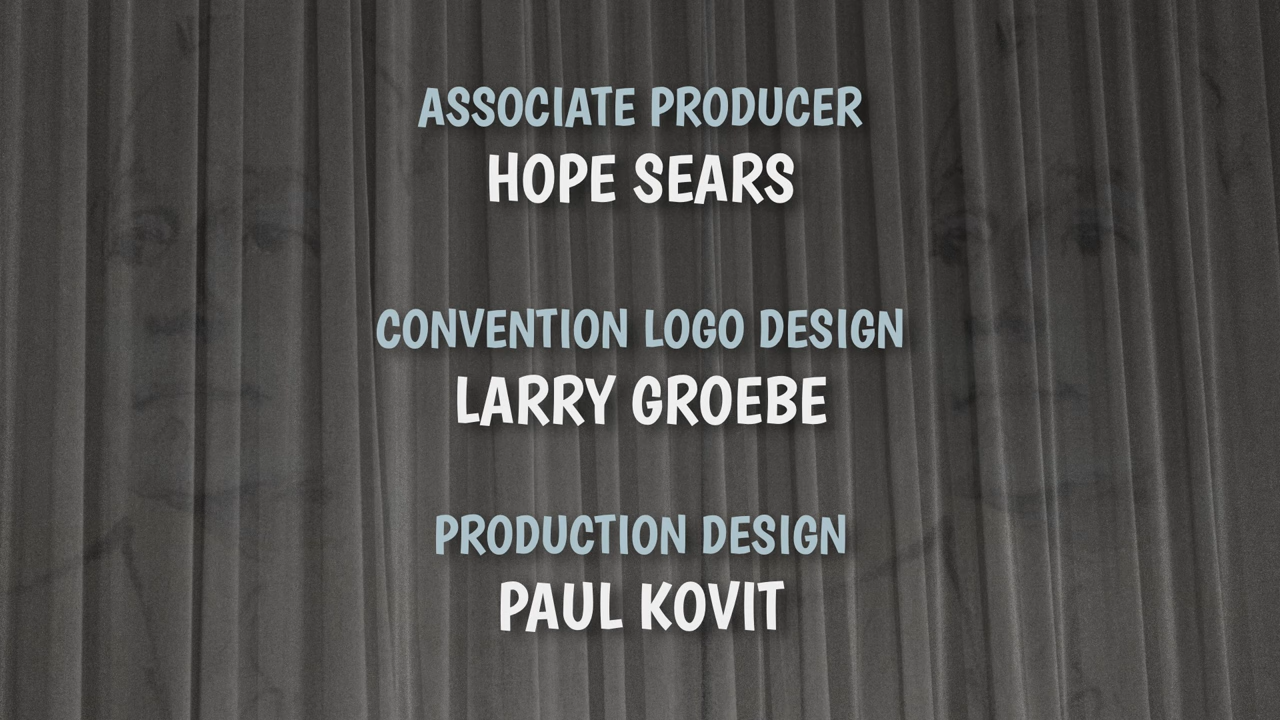 ASSOCIATE PRODUCER
HOPE SEARS
CONVENTION LOGO DESIGN
LARRY GROEBE
PRODUCTION DESIGN
PAUL KOVIT